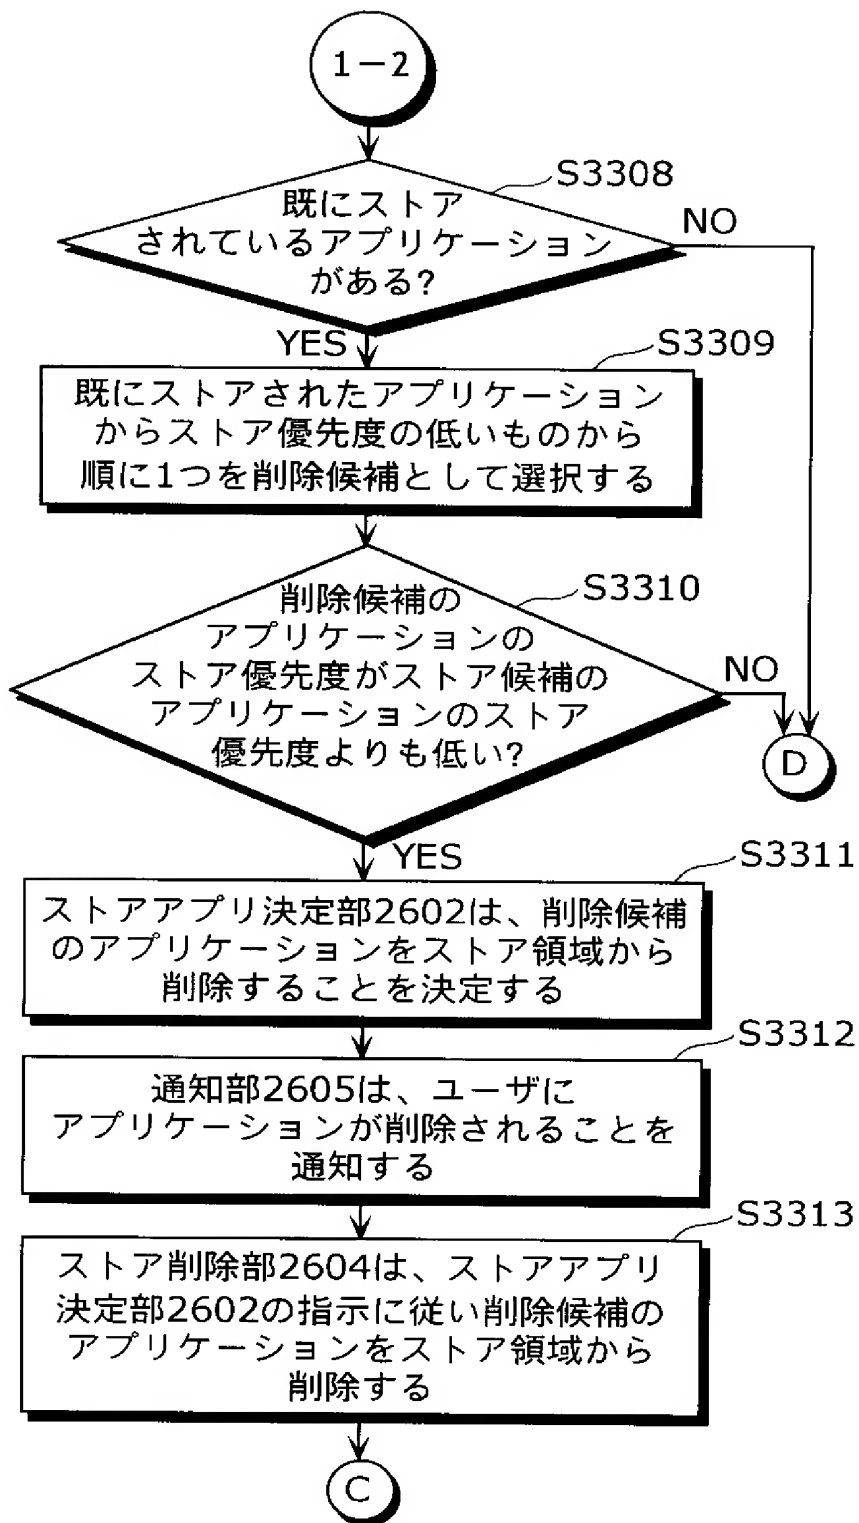 1−2
S3308
既にストア
されているアプリケーション
がある?
NO
YES
S3309
既にストアされたアプリケーション
からストア優先度の低いものから
順に1つを削除候補として選択する
S3310
削除候補の
アプリケーションの
ストア優先度がストア候補の
アプリケーションのストア
優先度よりも低い?
NO
D
YES
S3311
ストアアプリ決定部2602は、削除候補
のアプリケーションをストア領域から
削除することを決定する
S3312
通知部2605は、ユーザに
アプリケーションが削除されることを
通知する
S3313
ストア削除部2604は、ストアアプリ
決定部2602の指示に従い削除候補の
アプリケーションをストア領域から
削除する
C